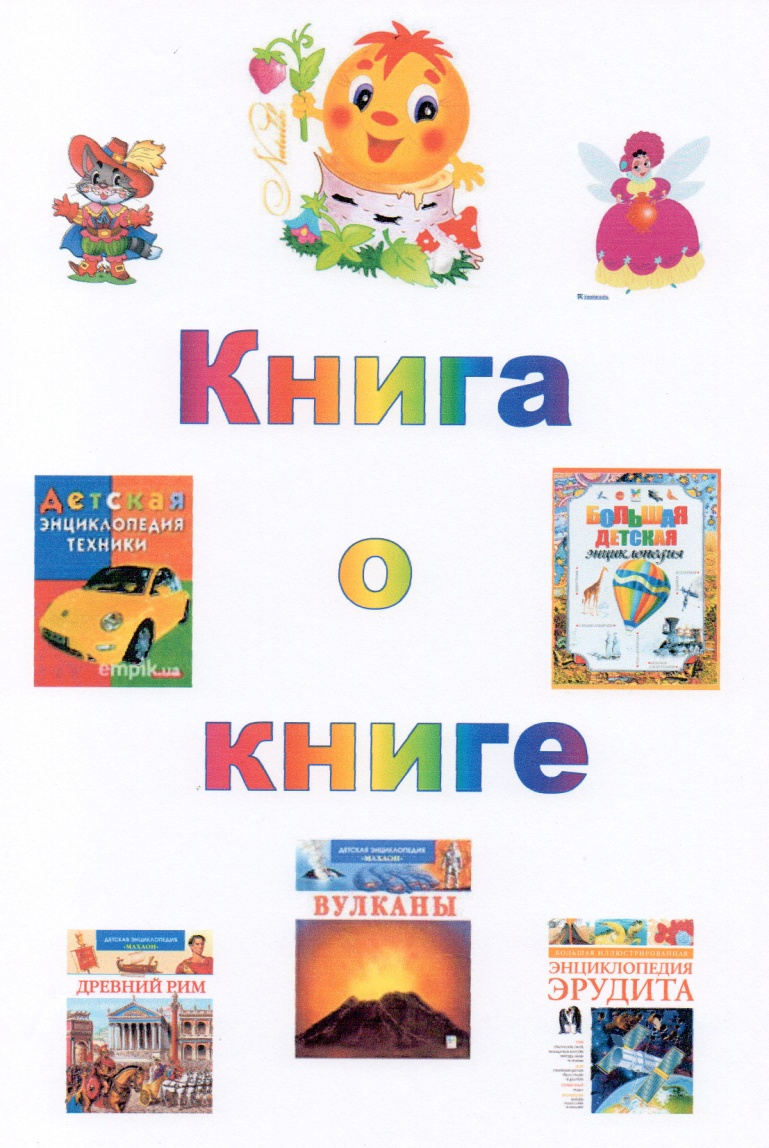 Книга
Детская
ЭНЦИКЛОПЕДИЯ
ТЕХНИКИ
empik.ua
о
БОЛЬШАЯ
ДЕТСКАЯ
энциклопедия
книге
ДЕТСКАЯ ЭНЦИКЛОПЕДИЯ
«МАХАОН»
ВУЛКАНЫ
ДЕТСКАЯ ЭНЦИКЛОПЕДИЯ
«МАХАОН»
ДРЕВНИЙ РИМ
БОЛЬШАЯ ИЛЛЮСТРИРОВАННАЯ
ЭНЦИКЛОПЕДИЯ
ЭРУДИТА